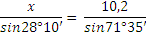 x/sin28°10′ = 10,2/sin71°35′